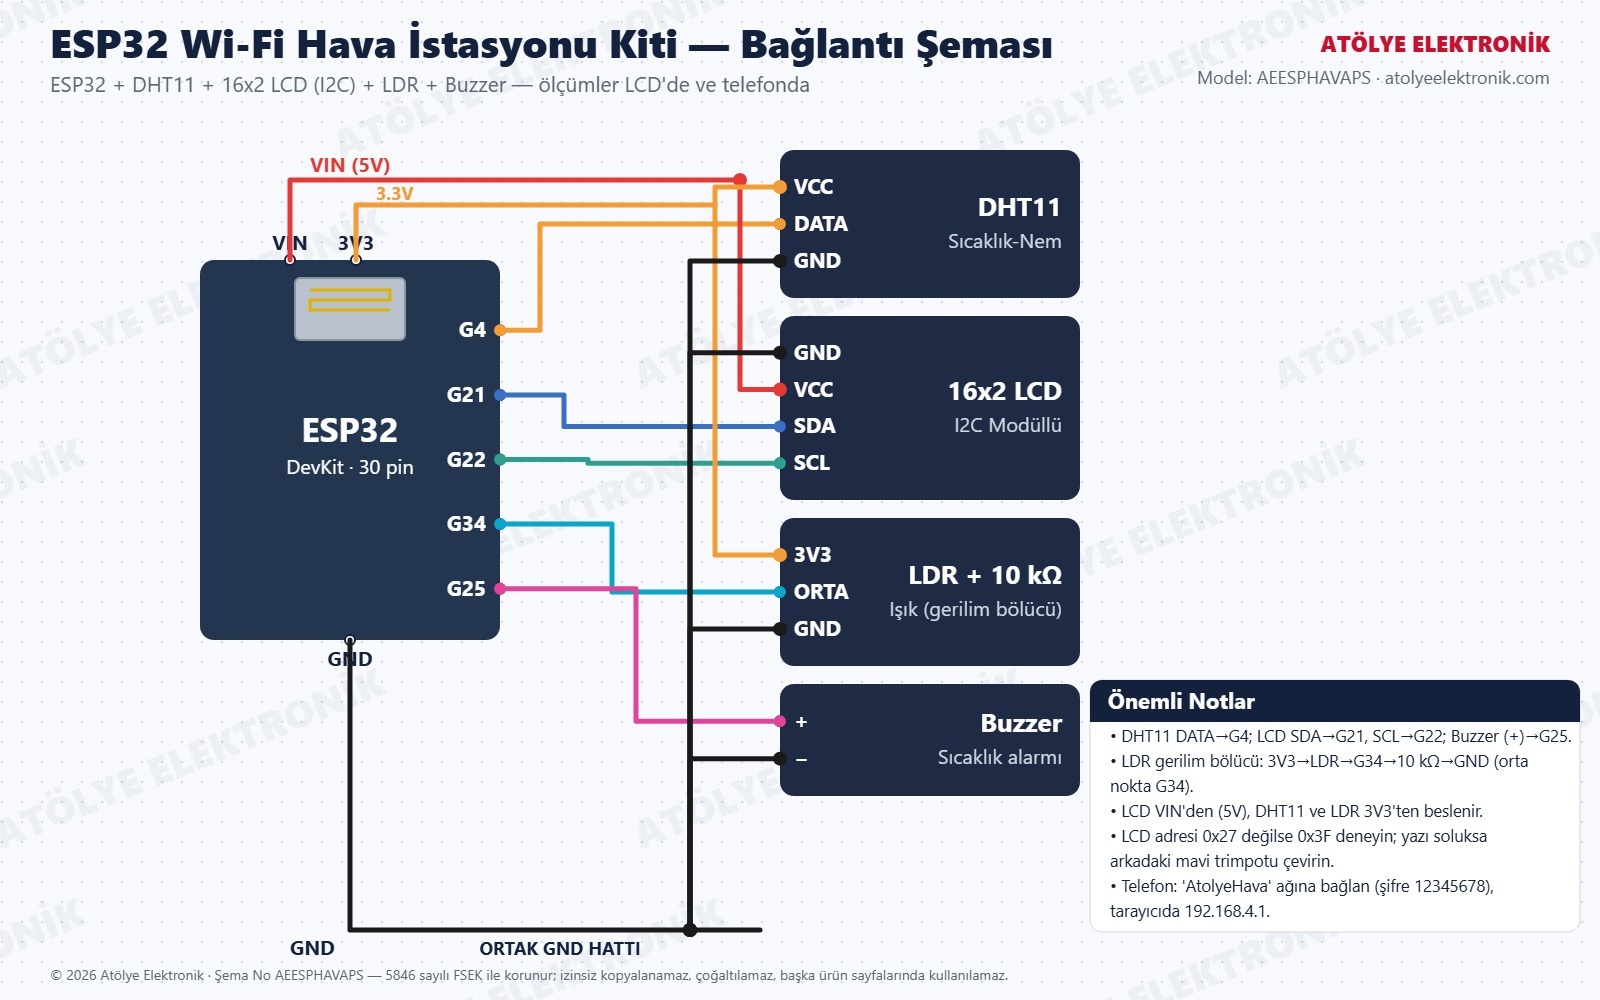 ESP32 Wi-Fi Hava İstasyonu Kiti — Bağlantı Şeması
ATÖLYE ELEKTRONİK
ESP32 + DHT11 + 16x2 LCD (I2C) + LDR + Buzzer — ölçümler LCD'de ve telefonda
Model: AEESPHAVAPS · atolyeelektronik.com
VIN (5V)
3.3V
VIN
3V3
G4
G21
G22
G34
G25
ESP32
DevKit · 30 pin
GND
VCC
DATA
GND
DHT11
Sıcaklık-Nem
GND
VCC
SDA
SCL
16x2 LCD
I2C Modüllü
3V3
ORTA
GND
LDR + 10 kΩ
Işık (gerilim bölücü)
+
–
Buzzer
Sıcaklık alarmı
Önemli Notlar
• DHT11 DATA→G4; LCD SDA→G21, SCL→G22; Buzzer (+)→G25.
• LDR gerilim bölücü: 3V3→LDR→G34→10 kΩ→GND (orta
nokta G34).
• LCD VIN'den (5V), DHT11 ve LDR 3V3'ten beslenir.
• LCD adresi 0x27 değilse 0x3F deneyin; yazı soluksa
arkadaki mavi trimpotu çevirin.
• Telefon: 'AtolyeHava' ağına bağlan (şifre 12345678),
tarayıcıda 192.168.4.1.
GND
ORTAK GND HATTI
© 2026 Atölye Elektronik · Şema No AEESPHAVAPS — 5846 sayılı FSEK ile korunur; izinsiz kopyalanamaz, çoğaltılamaz, başka ürün sayfalarında kullanılamaz.